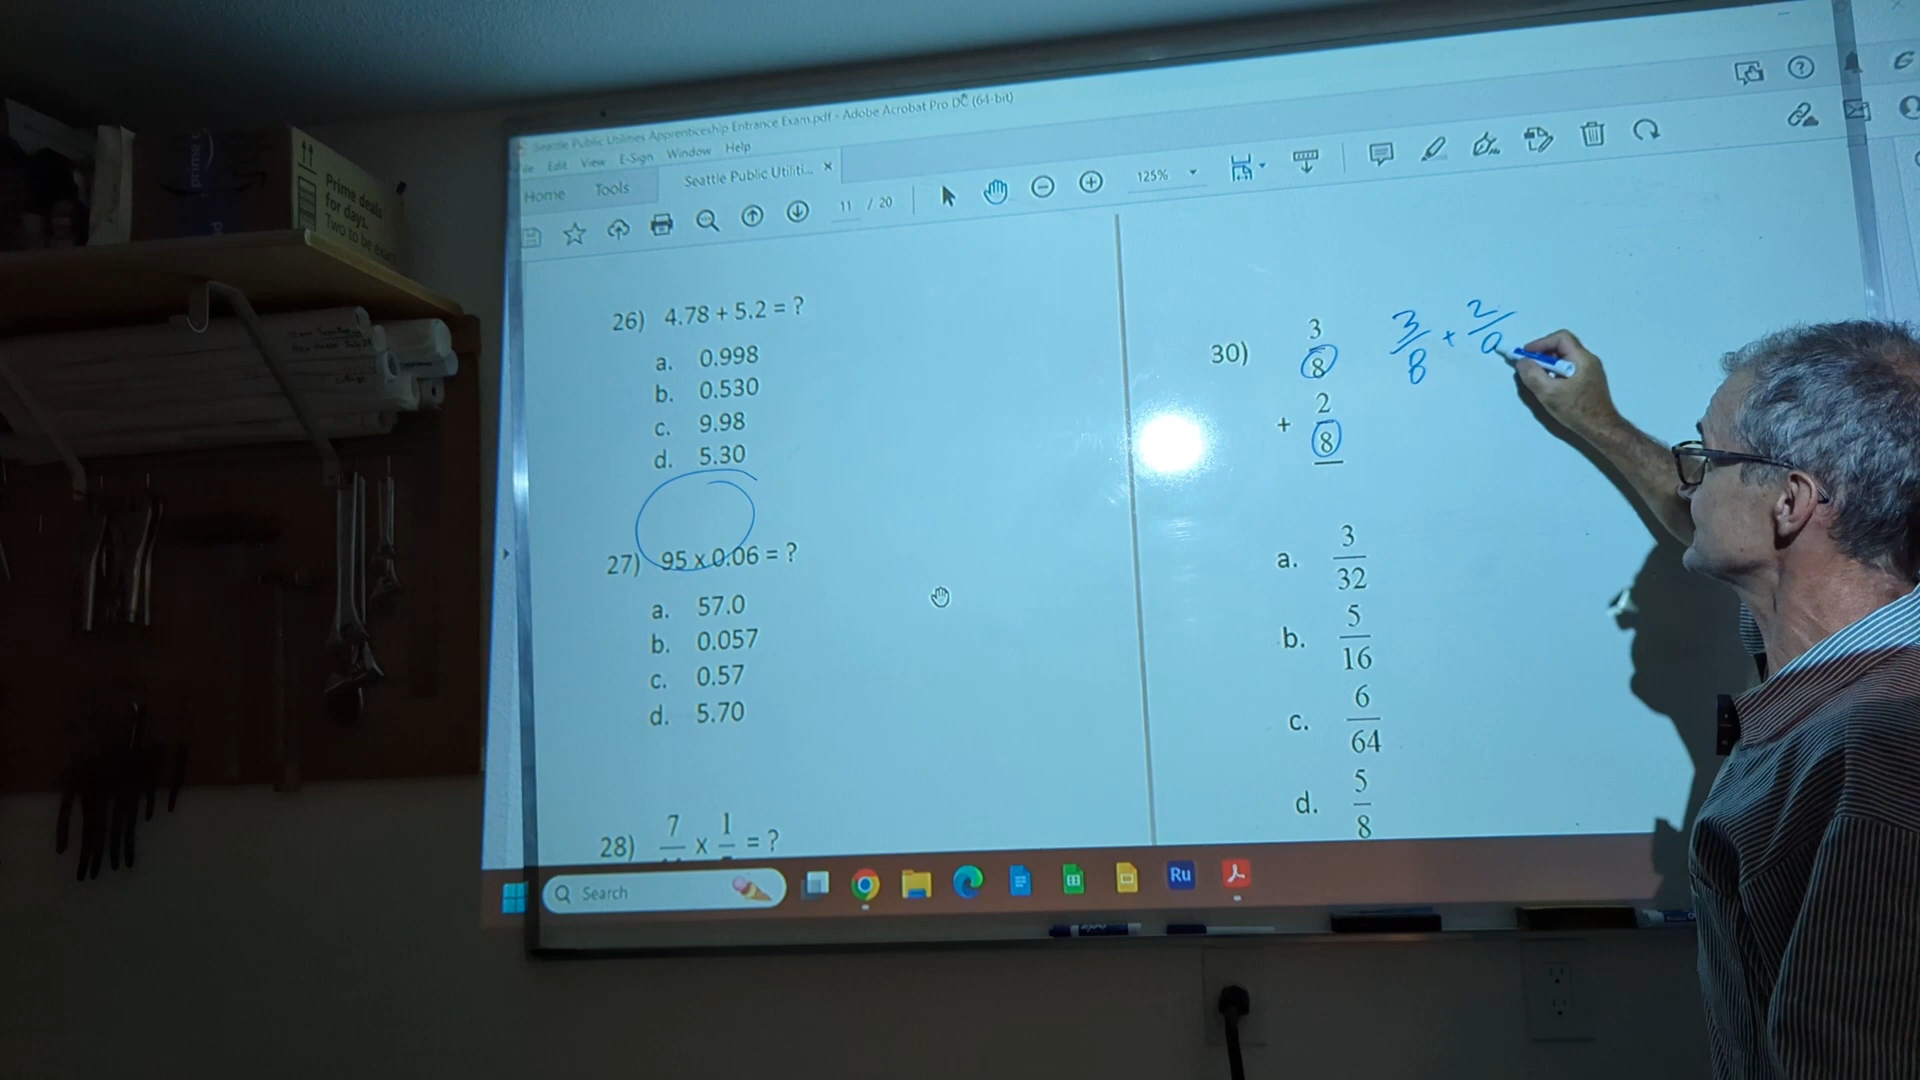 Seattle Public Utilities Apprenticeship Entrance Exam.pdf - Adobe Acrobat Pro DC (64-bit)
Edit View E-Sign Window Help
Home Tools Seattle Public Utiliti... ×
11 / 20 125%
26) 4.78 + 5.2 = ?
a. 0.998
b. 0.530
c. 9.98
d. 5.30
27) 95 x 0.06 = ?
a. 57.0
b. 0.057
c. 0.57
d. 5.70
28) 7 x 1 = ?
30) 3/8
+ 2/8
3/8 + 2/
a. 3/32
b. 5/16
c. 6/64
d. 5/8
Search
Ru
prime
Prime deals
for days.
Two to be